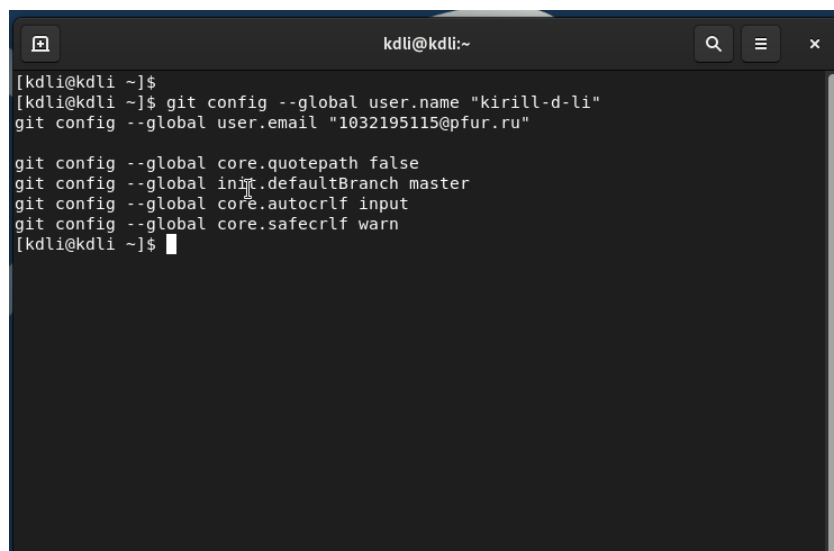 kdli@kdli:~
[kdli@kdli ~]$
[kdli@kdli ~]$ git config --global user.name "kirill-d-li"
git config --global user.email "1032195115@pfur.ru"

git config --global core.quotepath false
git config --global init.defaultBranch master
git config --global core.autocrlf input
git config --global core.safecrlf warn
[kdli@kdli ~]$